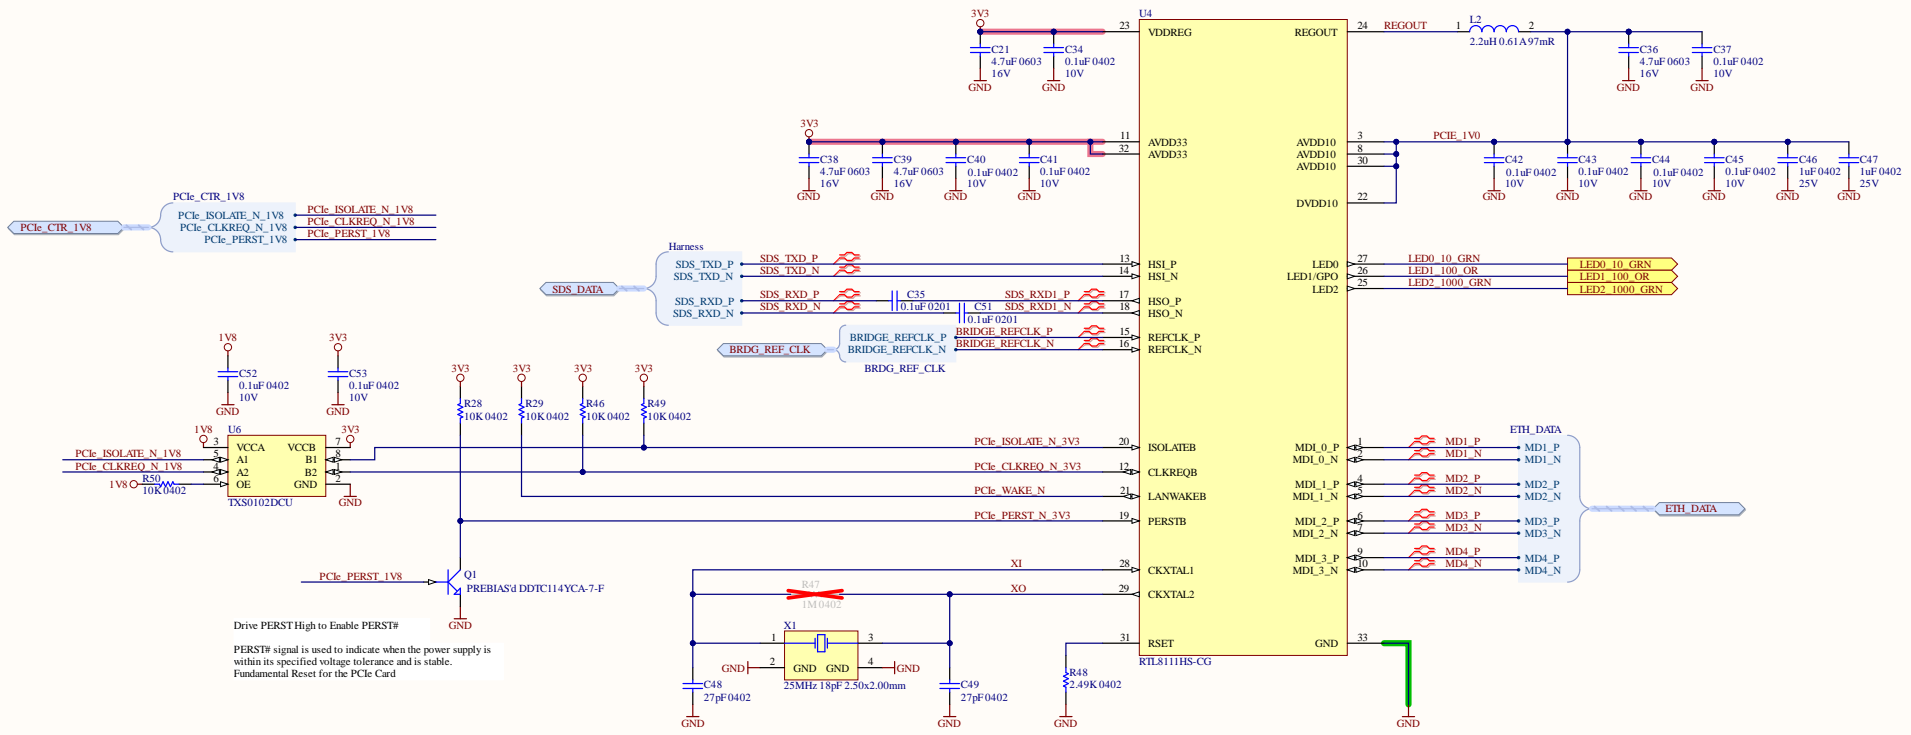 3V3
C21
4.7uF 0603
16V
GND
C34
0.1uF 0402
10V
GND
23
U4
VDDREG
REGOUT
24
REGOUT
1
L2
2
2.2uH 0.61A 97mR
C36
4.7uF 0603
16V
GND
C37
0.1uF 0402
10V
GND
3V3
C38
4.7uF 0603
16V
GND
C39
4.7uF 0603
16V
GND
C40
0.1uF 0402
10V
GND
C41
0.1uF 0402
10V
GND
11
32
AVDD33
AVDD33
AVDD10
AVDD10
AVDD10
DVDD10
3
8
30
22
PCIE_1V0
C42
0.1uF 0402
10V
GND
C43
0.1uF 0402
10V
GND
C44
0.1uF 0402
10V
GND
C45
0.1uF 0402
10V
GND
C46
1uF 0402
25V
GND
C47
1uF 0402
25V
GND
PCIe_CTR_1V8
PCIe_CTR_1V8
PCIe_ISOLATE_N_1V8
PCIe_CLKREQ_N_1V8
PCIe_PERST_1V8
PCIe_ISOLATE_N_1V8
PCIe_CLKREQ_N_1V8
PCIe_PERST_1V8
Harness
SDS_DATA
SDS_TXD_P
SDS_TXD_N
SDS_RXD_P
SDS_RXD_N
SDS_TXD_P
SDS_TXD_N
SDS_RXD_P
SDS_RXD_N
C35
0.1uF 0201
C51
0.1uF 0201
SDS_RXD1_P
SDS_RXD1_N
13
14
17
18
15
16
HSI_P
HSI_N
HSO_P
HSO_N
REFCLK_P
REFCLK_N
BRDG_REF_CLK
BRIDGE_REFCLK_P
BRIDGE_REFCLK_N
BRIDGE_REFCLK_P
BRIDGE_REFCLK_N
BRDG_REF_CLK
LED0
LED1/GPO
LED2
27
26
25
LED0_10_GRN
LED1_100_OR
LED2_1000_GRN
LED0_10_GRN
LED1_100_OR
LED2_1000_GRN
1V8
C52
0.1uF 0402
10V
GND
3V3
C53
0.1uF 0402
10V
GND
3V3
R28
10K 0402
3V3
R29
10K 0402
3V3
R46
10K 0402
3V3
R49
10K 0402
1V8
U6
3V3
PCIe_ISOLATE_N_1V8
PCIe_CLKREQ_N_1V8
1V8
R50
10K 0402
3
5
4
6
VCCA
A1
A2
OE
VCCB
B1
B2
GND
7
8
1
2
GND
TXS0102DCU
PCIe_ISOLATE_N_3V3
PCIe_CLKREQ_N_3V3
PCIe_WAKE_N
PCIe_PERST_N_3V3
20
12
21
19
ISOLATEB
CLKREQB
LANWAKEB
PERSTB
MDI_0_P
MDI_0_N
MDI_1_P
MDI_1_N
MDI_2_P
MDI_2_N
MDI_3_P
MDI_3_N
1
2
4
5
6
7
9
10
MD1_P
MD1_N
MD2_P
MD2_N
MD3_P
MD3_N
MD4_P
MD4_N
ETH_DATA
MD1_P
MD1_N
MD2_P
MD2_N
MD3_P
MD3_N
MD4_P
MD4_N
ETH_DATA
PCIe_PERST_1V8
Q1
PREBIAS'd DDTC114YCA-7-F
GND
XI
XO
28
29
CKXTAL1
CKXTAL2
R47
1M 0402
X1
1
2
3
4
GND
GND
GND
GND
25MHz 18pF 2.50x2.00mm
C48
27pF 0402
GND
C49
27pF 0402
GND
31
RSET
R48
2.49K 0402
GND
GND
33
GND
RTL8111HS-CG
Drive PERST High to Enable PERST#
PERST# signal is used to indicate when the power supply is
within its specified voltage tolerance and is stable.
Fundamental Reset for the PCIe Card